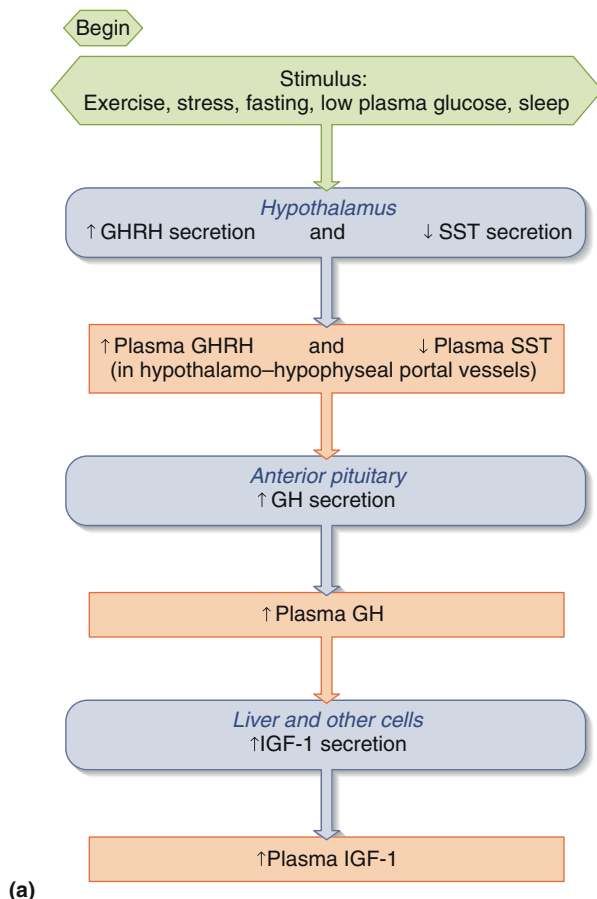 Begin
Stimulus:
Exercise, stress, fasting, low plasma glucose, sleep
Hypothalamus
↑ GHRH secretion and ↓ SST secretion
↑ Plasma GHRH and ↓ Plasma SST
(in hypothalamo–hypophyseal portal vessels)
Anterior pituitary
↑ GH secretion
↑ Plasma GH
Liver and other cells
↑IGF-1 secretion
↑Plasma IGF-1
(a)